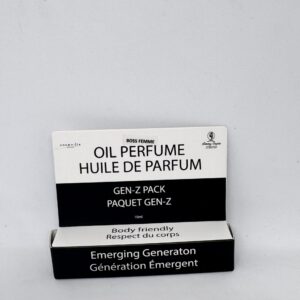 BOSS FEMME
OIL PERFUME
HUILE DE PARFUM
GEN-Z PACK
PAQUET GEN-Z
10ml
Body friendly
Respect du corps
Emerging Generaton
Génération Émergent